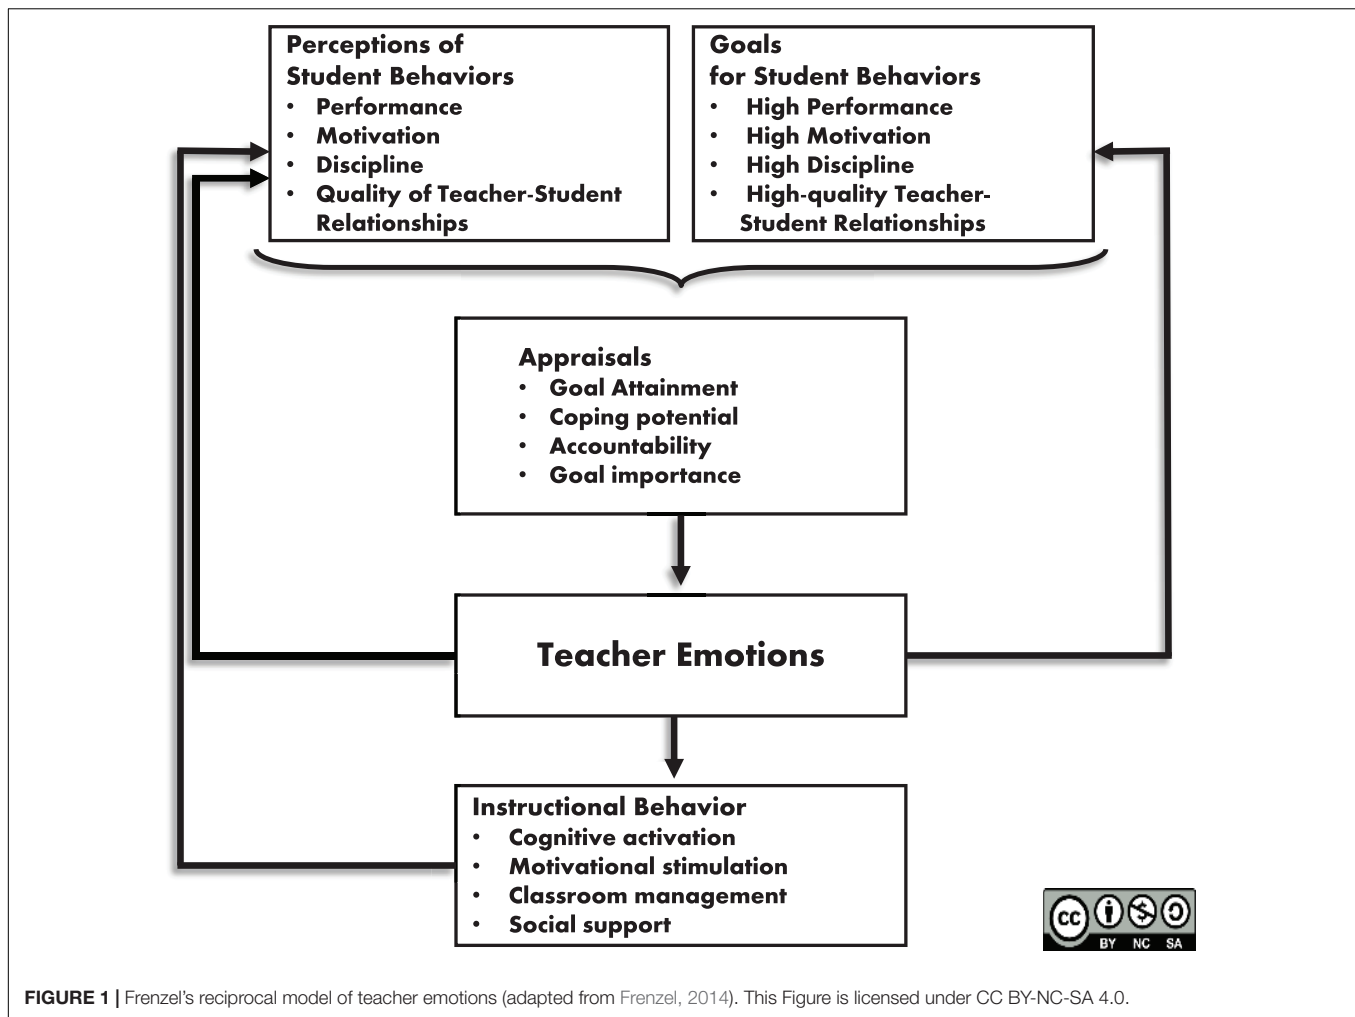 Perceptions of
Student Behaviors
• Performance
• Motivation
• Discipline
• Quality of Teacher-Student
Relationships
Goals
for Student Behaviors
• High Performance
• High Motivation
• High Discipline
• High-quality Teacher-
Student Relationships
Appraisals
• Goal Attainment
• Coping potential
• Accountability
• Goal importance
Teacher Emotions
Instructional Behavior
• Cognitive activation
• Motivational stimulation
• Classroom management
• Social support
cc
BY NC SA
FIGURE 1 | Frenzel's reciprocal model of teacher emotions (adapted from Frenzel, 2014). This Figure is licensed under CC BY-NC-SA 4.0.